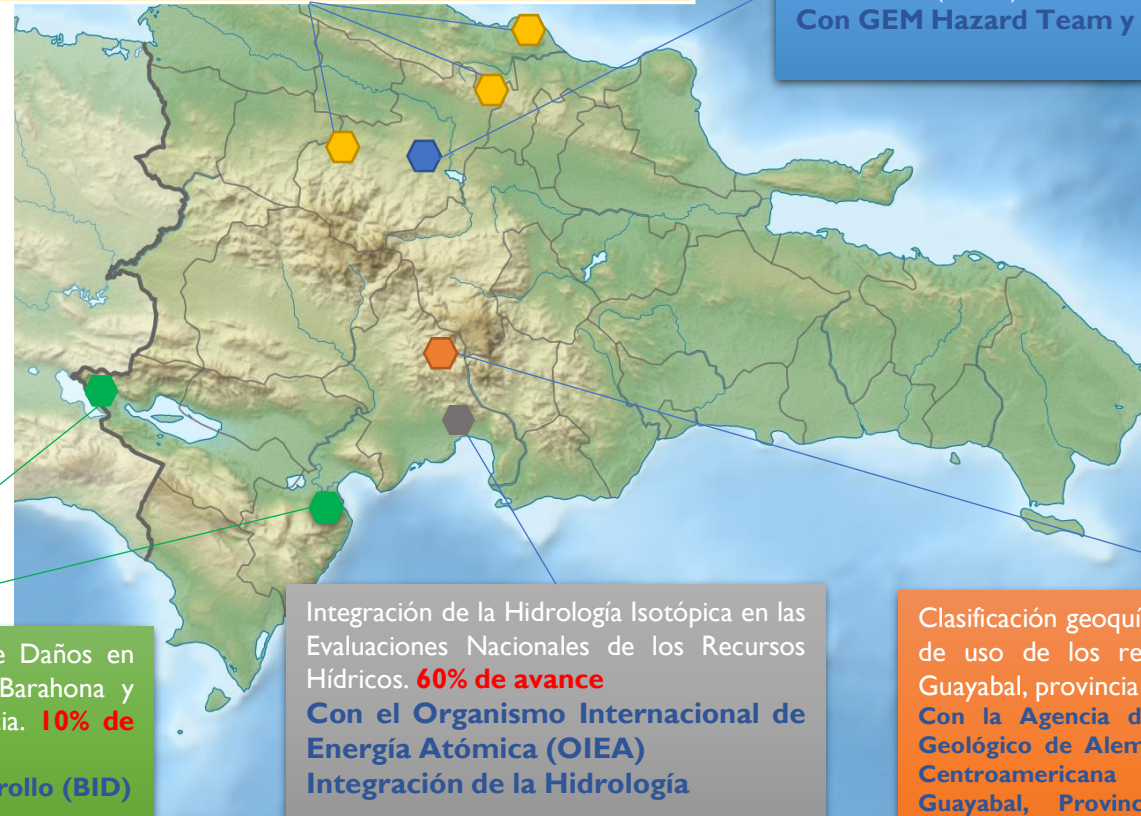 Con GEM Hazard Team y
e Daños en
Barahona y
ia. 10% de
rollo (BID)
Integración de la Hidrología Isotópica en las
Evaluaciones Nacionales de los Recursos
Hídricos. 60% de avance
Con el Organismo Internacional de
Energía Atómica (OIEA)
Integración de la Hidrología
Clasificación geoquí
de uso de los re
Guayabal, provincia
Con la Agencia d
Geológico de Alem
Centroamericana
Guayabal, Provinc